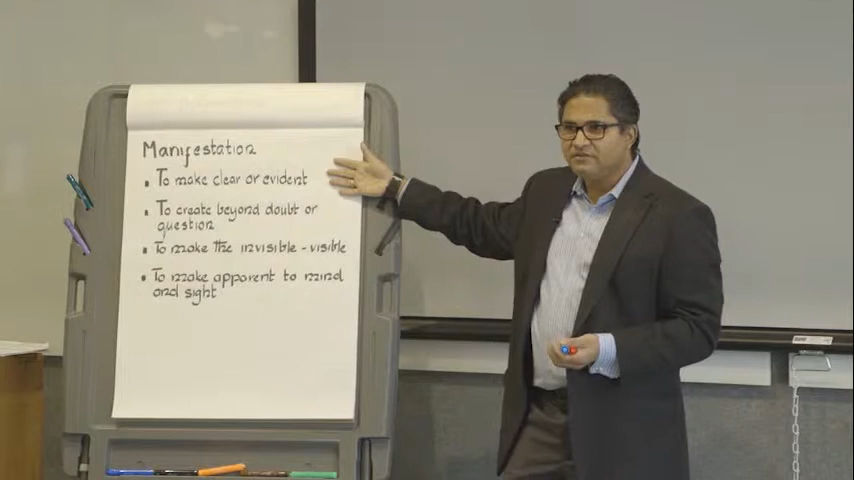 Manifestation
• To make clear or evident
• To create beyond doubt or
question
• To make the invisible - visible
• To make apparent to mind
and sight